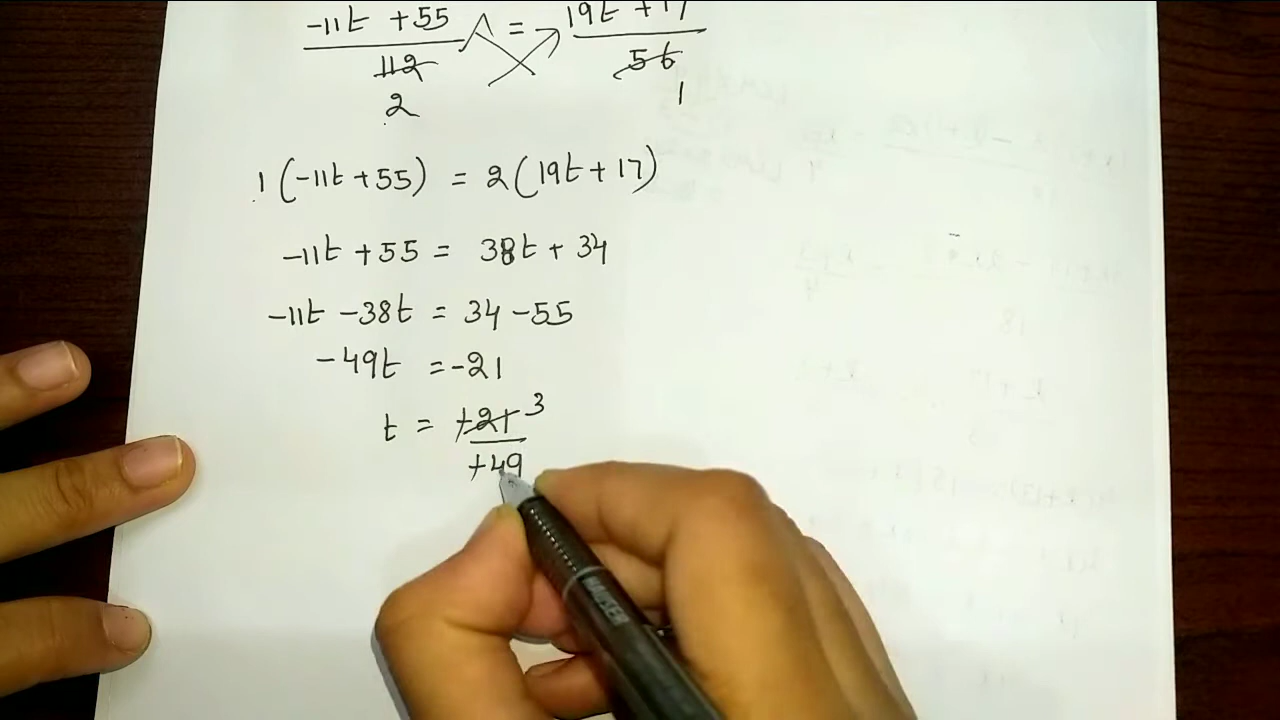 -11t +55 = 19t +17
112 56
2 1
1 (-11t +55) = 2 (19t + 17)
-11t +55 = 38t + 34
-11t -38t = 34 -55
-49t = -21
t = -21 3
-49
HAUSER